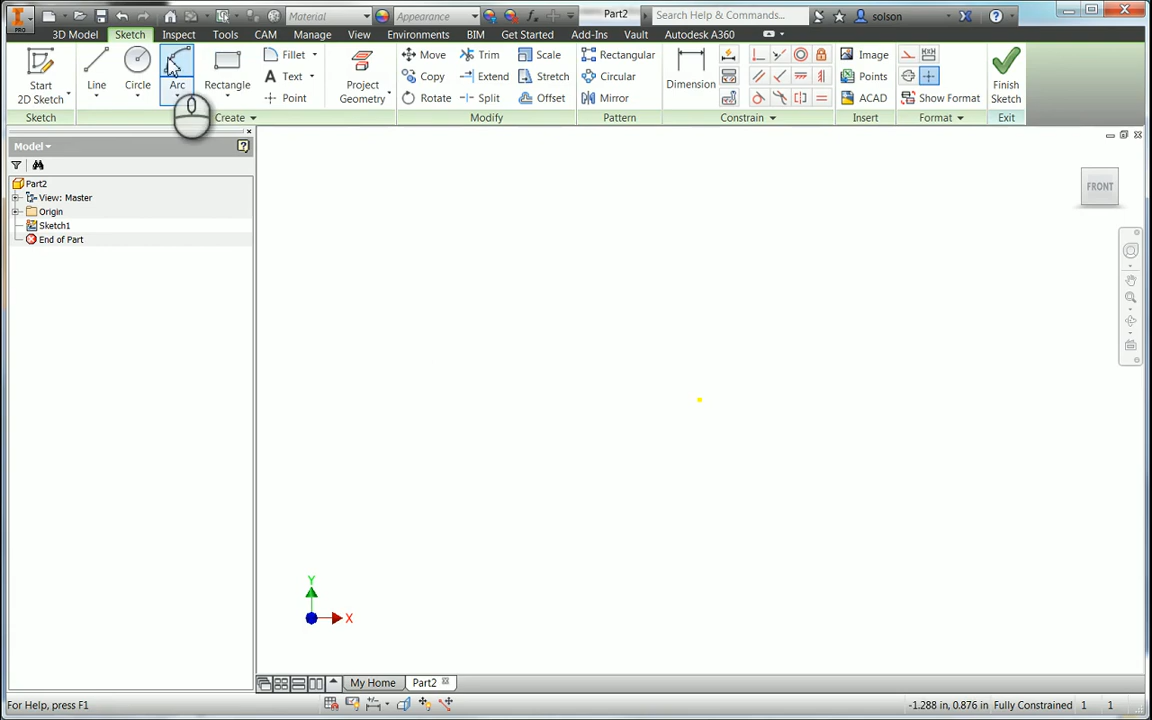 Material
Appearance
Part2
Search Help & Commands...
solson
PRO
3D Model
Sketch
Inspect
Tools
CAM
Manage
View
Environments
BIM
Get Started
Add-Ins
Vault
Autodesk A360
Start
2D Sketch
Line
Circle
Arc
Rectangle
Fillet
Text
Point
Project
Geometry
Move
Copy
Rotate
Trim
Extend
Split
Scale
Stretch
Offset
Rectangular
Circular
Mirror
Dimension
Image
Points
ACAD
Show Format
Finish
Sketch
Sketch
Create
Modify
Pattern
Constrain
Insert
Format
Exit
Model
Part2
View: Master
Origin
Sketch1
End of Part
FRONT
Y
X
My Home
Part2
For Help, press F1
-1.288 in, 0.876 in Fully Constrained 1 1